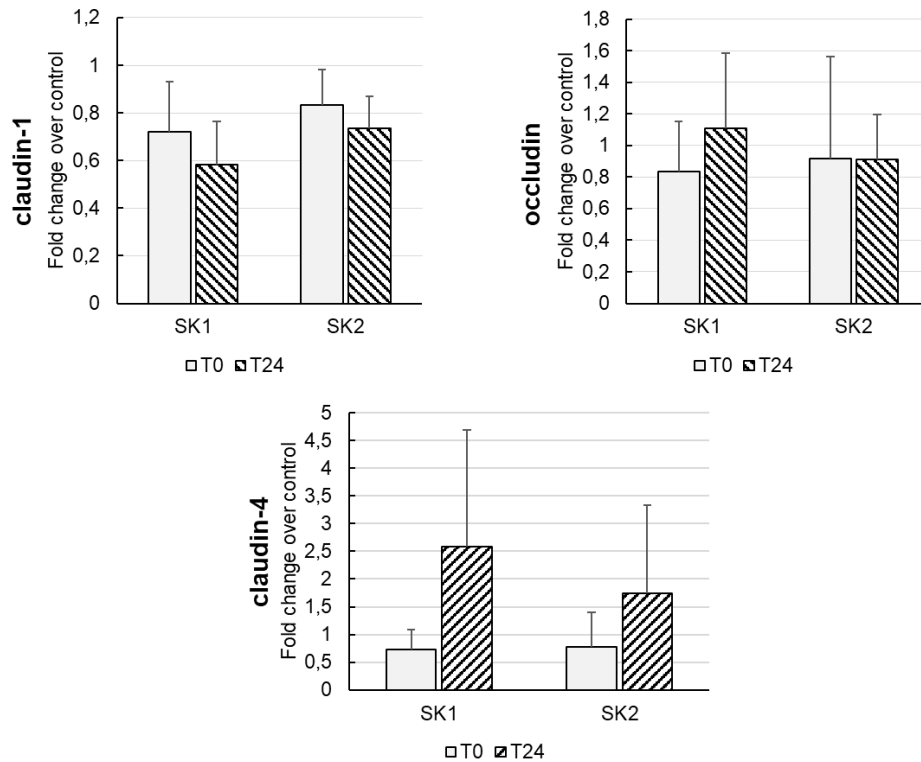 claudin-1
Fold change over control
1,2
1
0,8
0,6
0,4
0,2
0
SK1 SK2
T0 T24
occludin
Fold change over control
1,8
1,6
1,4
1,2
1
0,8
0,6
0,4
0,2
0
SK1 SK2
T0 T24
claudin-4
Fold change over control
5
4,5
4
3,5
3
2,5
2
1,5
1
0,5
0
SK1 SK2
T0 T24